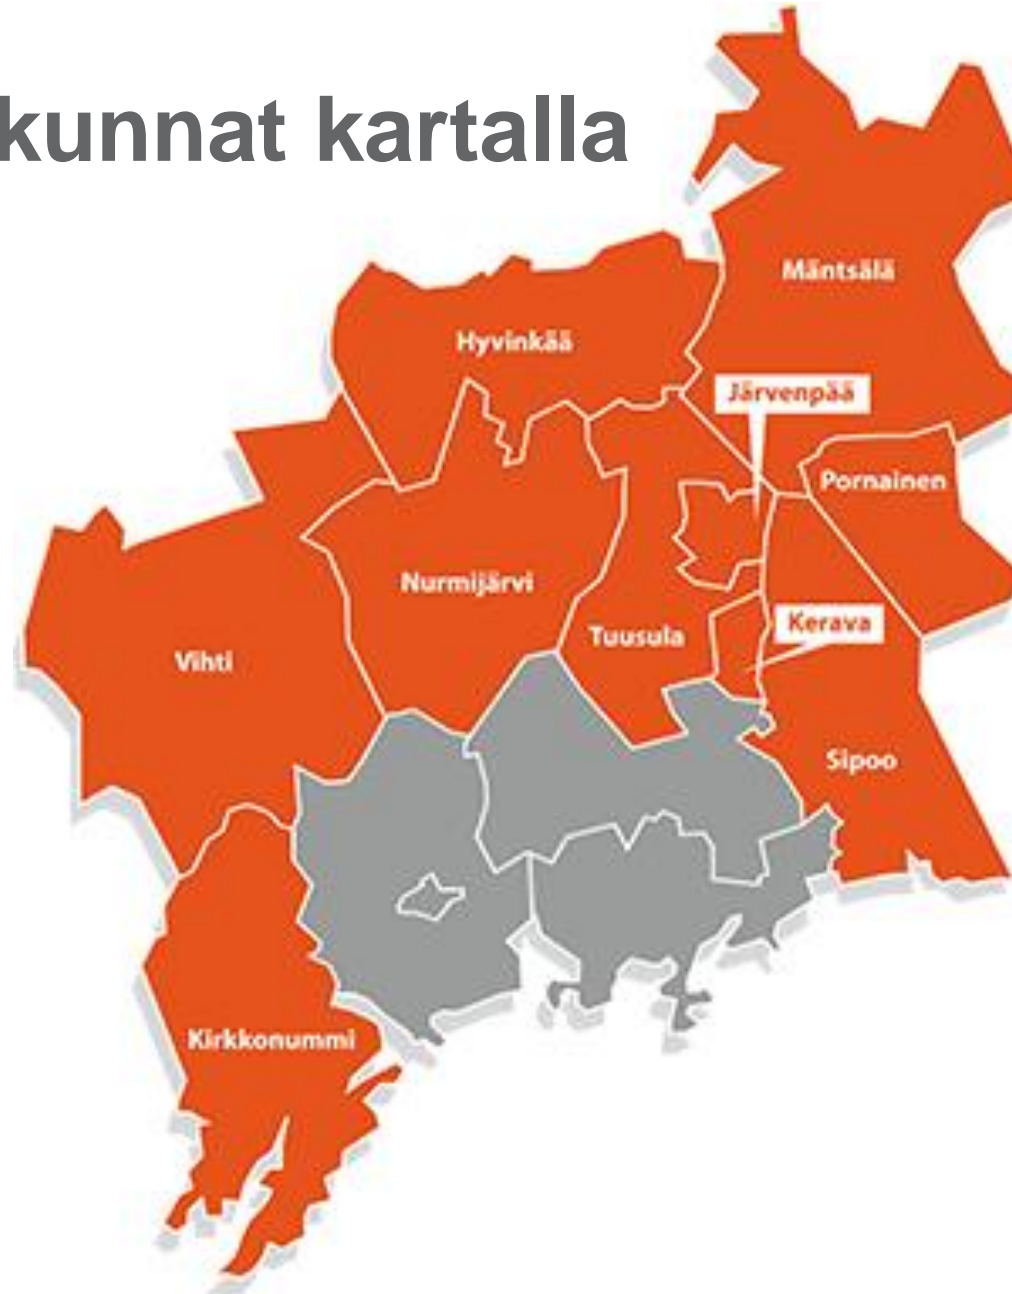 kunnat kartalla
Mäntsälä
Hyvinkää
Järvenpää
Pornainen
Nurmijärvi
Kerava
Tuusula
Vihti
Sipoo
Kirkkonummi